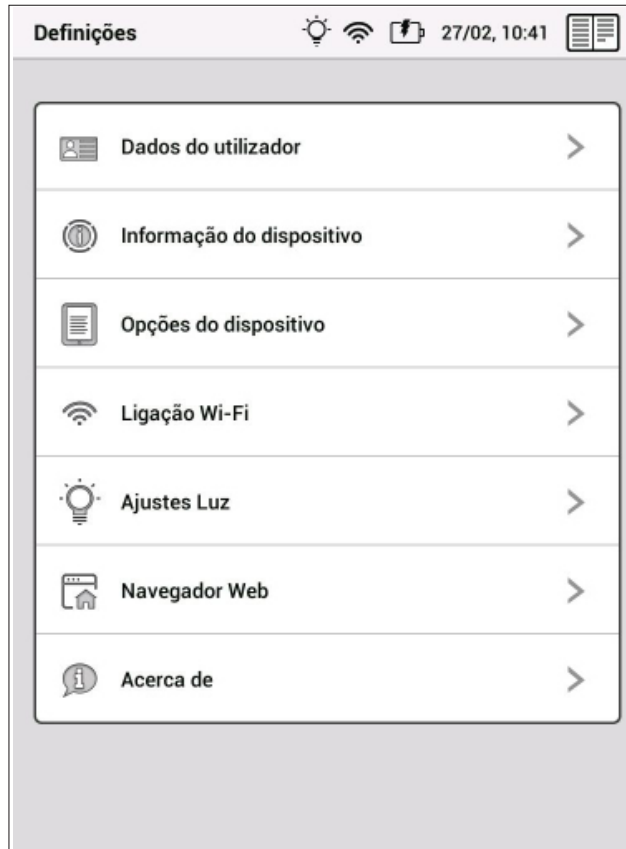 Definições 27/02, 10:41
Dados do utilizador
Informação do dispositivo
Opções do dispositivo
Ligação Wi-Fi
Ajustes Luz
Navegador Web
Acerca de